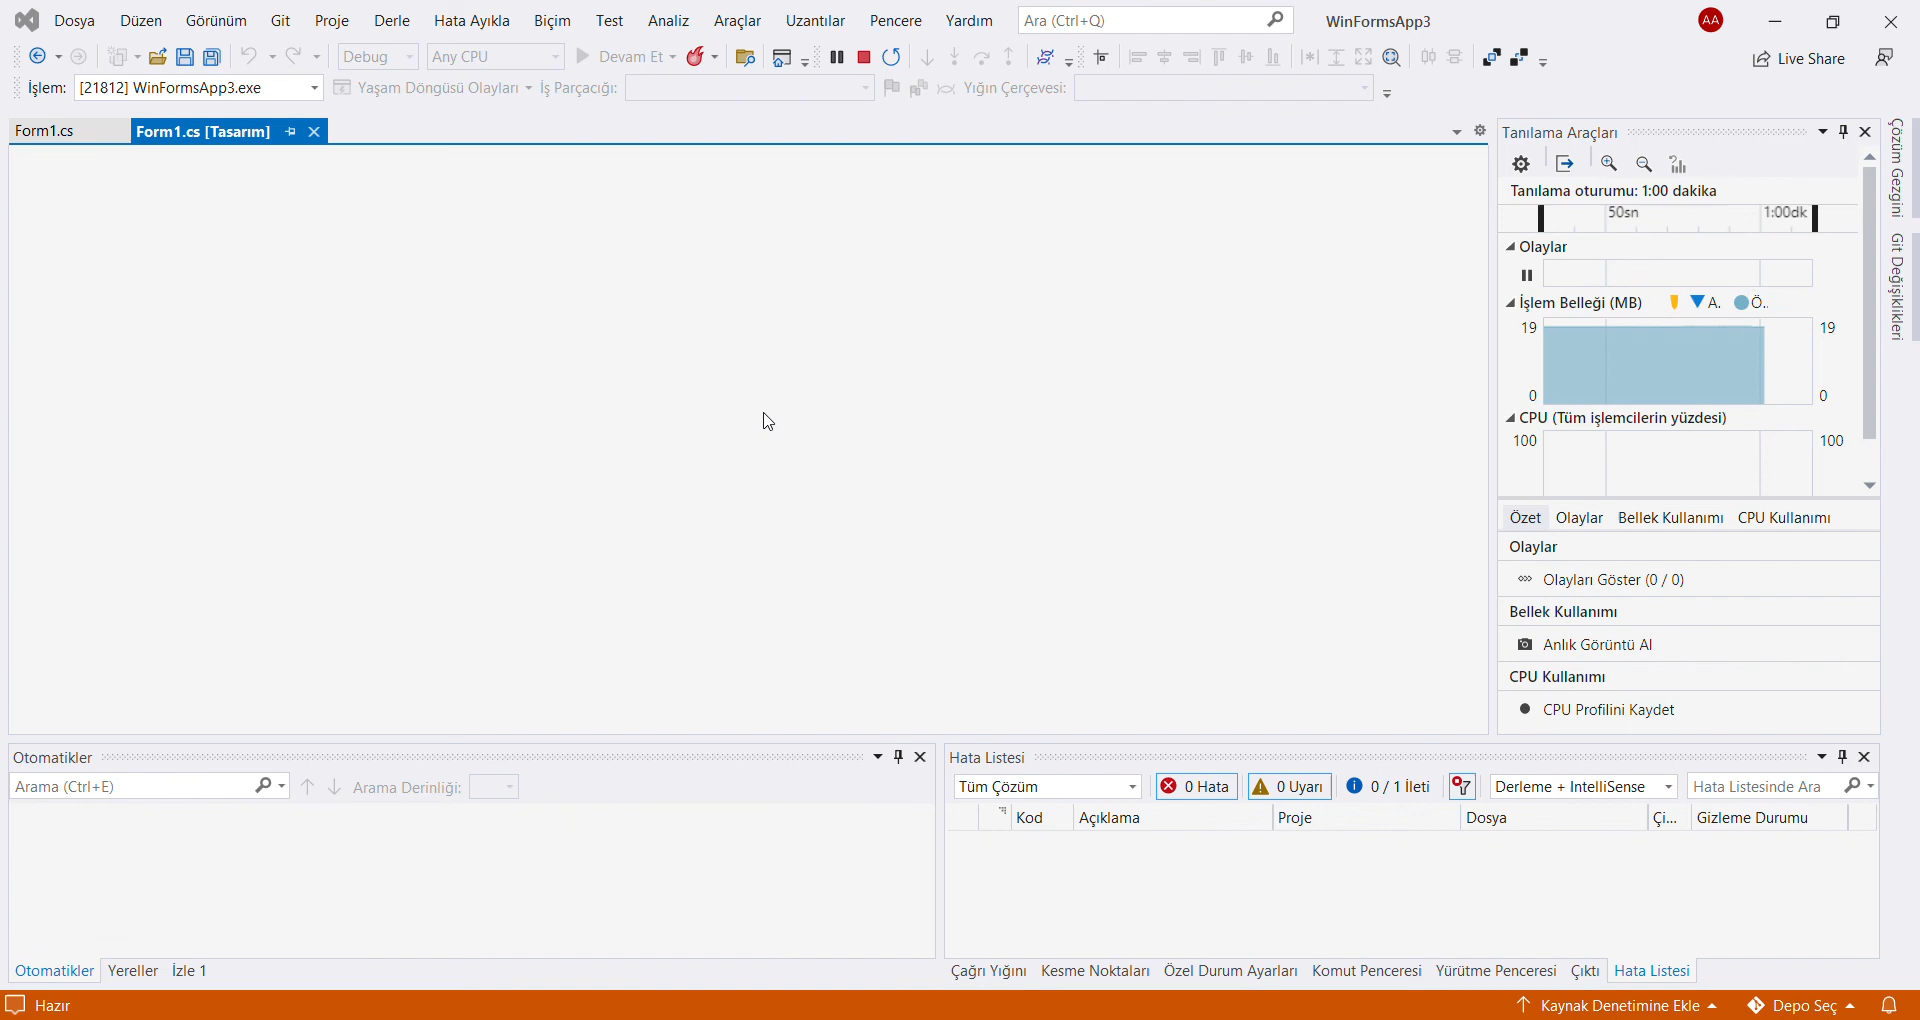 Dosya Düzen Görünüm Git Proje Derle Hata Ayıkla Biçim Test Analiz Araçlar Uzantılar Pencere Yardım Ara (Ctrl+Q) WinFormsApp3 AA
Debug Any CPU Devam Et Live Share
İşlem: [21812] WinFormsApp3.exe Yaşam Döngüsü Olayları İş Parçacığı: Yığın Çerçevesi:
Form1.cs Form1.cs [Tasarım]
Tanılama Araçları
Tanılama oturumu: 1:00 dakika
50sn 1:00dk
Olaylar
İşlem Belleği (MB) A. Ö..
19 19
0 0
CPU (Tüm işlemcilerin yüzdesi)
100 100
Özet Olaylar Bellek Kullanımı CPU Kullanımı
Olaylar
Olayları Göster (0 / 0)
Bellek Kullanımı
Anlık Görüntü Al
CPU Kullanımı
CPU Profilini Kaydet
Çözüm Gezgini
Git Değişiklikleri
Otomatikler
Arama (Ctrl+E) Arama Derinliği:
Otomatikler Yereller İzle 1
Hata Listesi
Tüm Çözüm 0 Hata 0 Uyarı 0 / 1 İleti Derleme + IntelliSense Hata Listesinde Ara
Kod Açıklama Proje Dosya Çi... Gizleme Durumu
Çağrı Yığını Kesme Noktaları Özel Durum Ayarları Komut Penceresi Yürütme Penceresi Çıktı Hata Listesi
Hazır Kaynak Denetimine Ekle Depo Seç